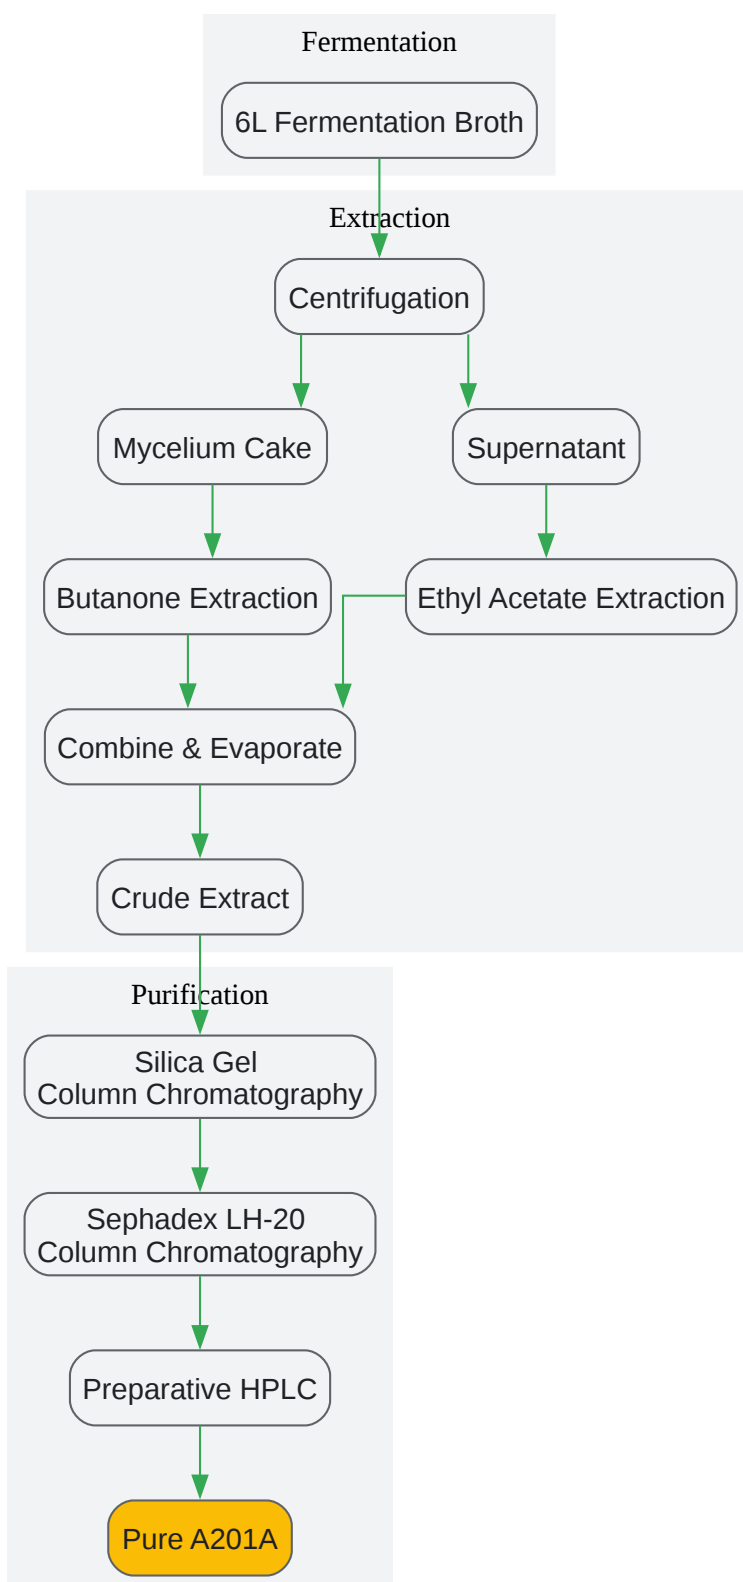 Fermentation
6L Fermentation Broth
Extraction
Centrifugation
Mycelium Cake
Supernatant
Butanone Extraction
Ethyl Acetate Extraction
Combine & Evaporate
Crude Extract
Purification
Silica Gel
Column Chromatography
Sephadex LH-20
Column Chromatography
Preparative HPLC
Pure A201A